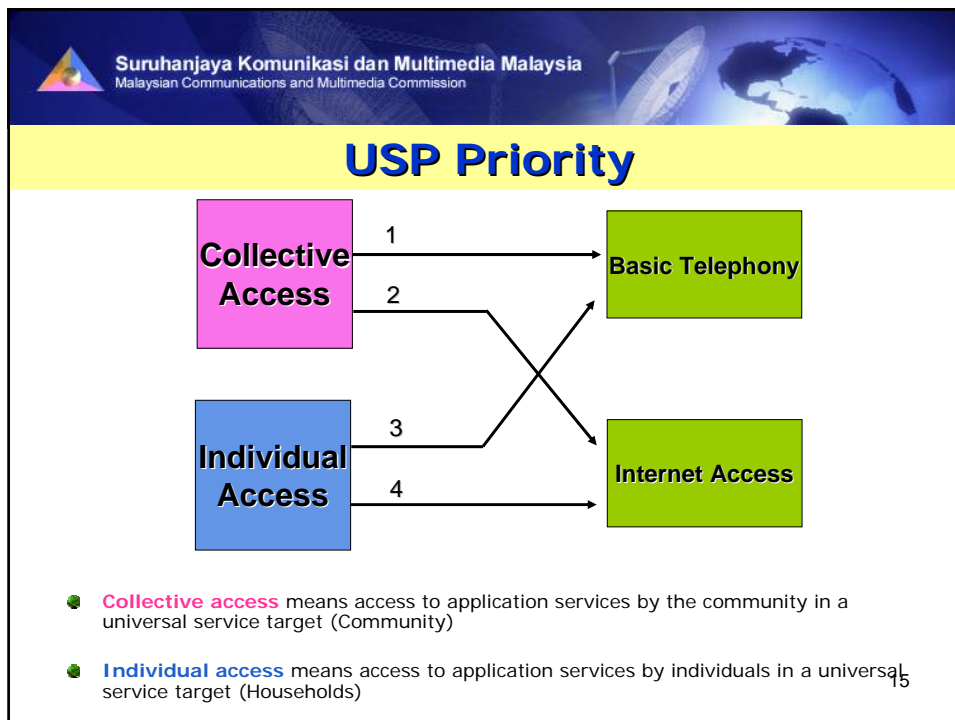 Suruhanjaya Komunikasi dan Multimedia Malaysia
Malaysian Communications and Multimedia Commission
USP Priority
Collective
Access
1
2
Basic Telephony
Individual
Access
3
4
Internet Access
Collective access means access to application services by the community in a
universal service target (Community)
Individual access means access to application services by individuals in a universal
service target (Households)
15